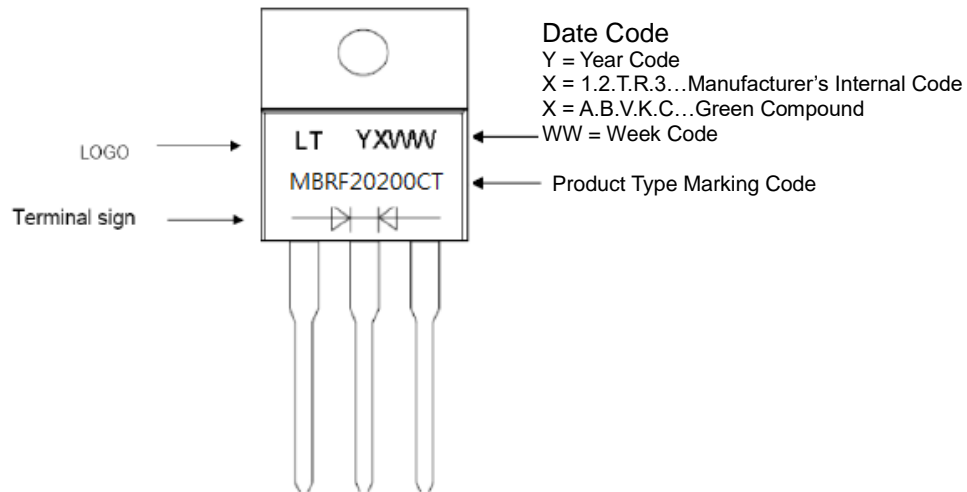 Date Code
Y = Year Code
X = 1.2.T.R.3…Manufacturer's Internal Code
X = A.B.V.K.C…Green Compound
WW = Week Code
LOGO
LT YXWW
MBRF20200CT
Product Type Marking Code
Terminal sign